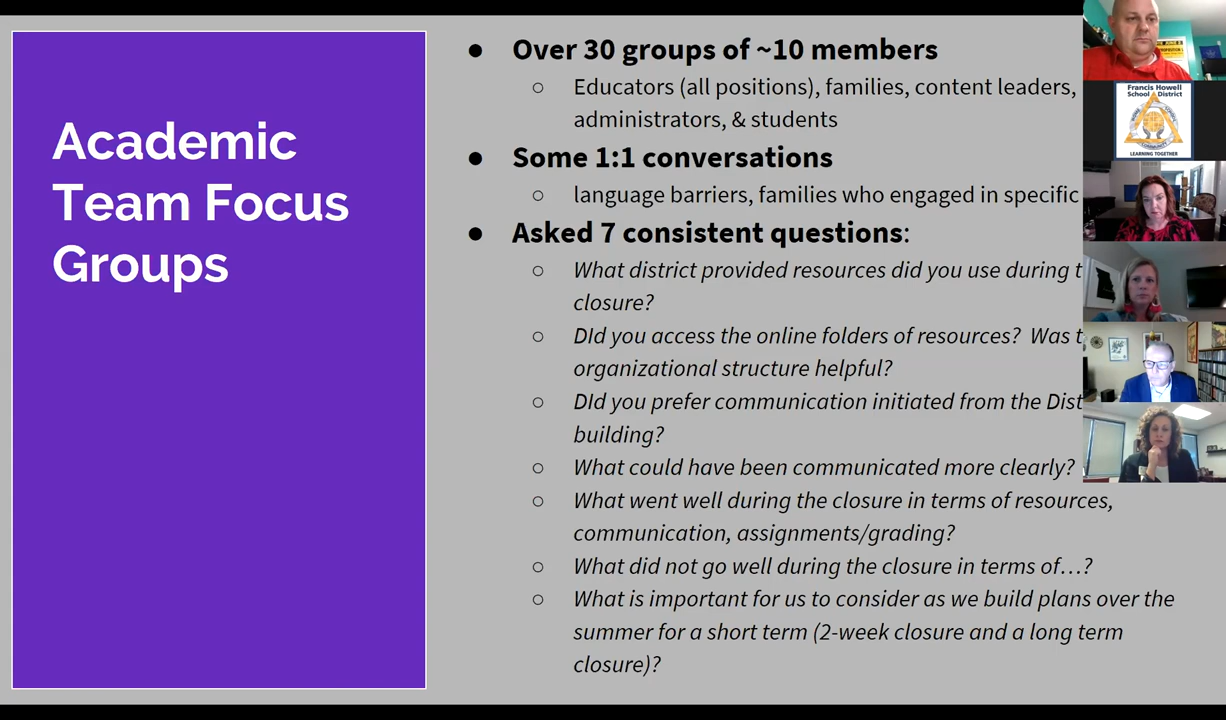 Academic
Team Focus
Groups
● Over 30 groups of ~10 members
○ Educators (all positions), families, content leaders,
administrators, & students
● Some 1:1 conversations
○ language barriers, families who engaged in specific
● Asked 7 consistent questions:
○ What district provided resources did you use during t
closure?
○ DId you access the online folders of resources? Was t
organizational structure helpful?
○ DId you prefer communication initiated from the Dist
building?
○ What could have been communicated more clearly?
○ What went well during the closure in terms of resources,
communication, assignments/grading?
○ What did not go well during the closure in terms of…?
○ What is important for us to consider as we build plans over the
summer for a short term (2-week closure and a long term
closure)?
Francis Howell
School District
LEARNING TOGETHER